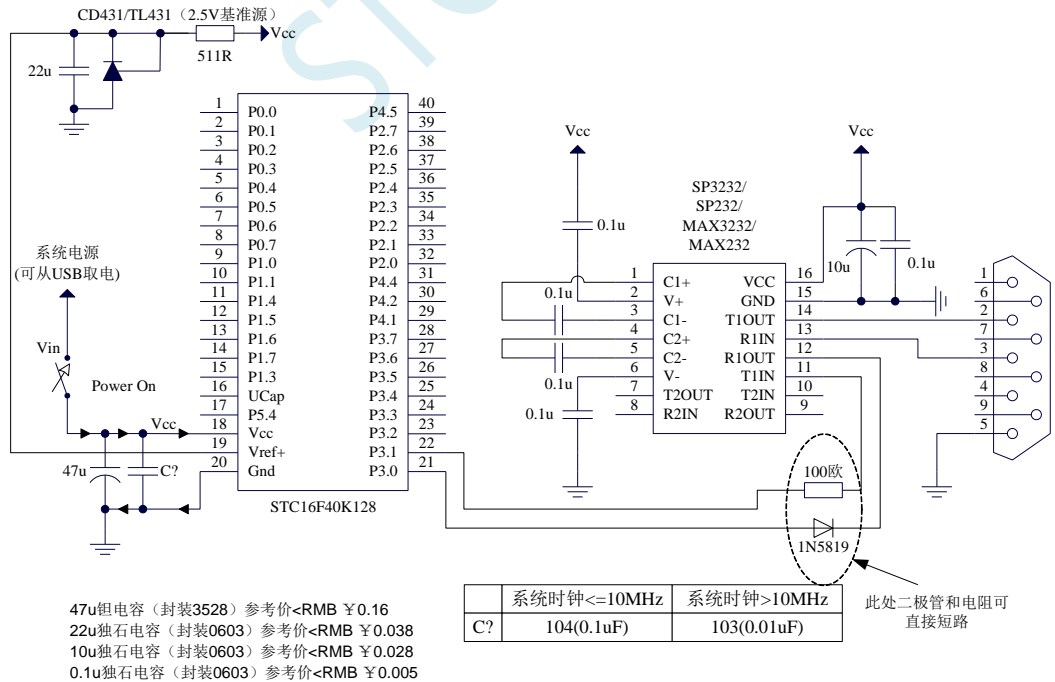 CD431/TL431（2.5V基准源）
Vcc
511R
22u
1 P0.0
2 P0.1
3 P0.2
4 P0.3
5 P0.4
6 P0.5
7 P0.6
8 P0.7
9 P1.0
10 P1.1
11 P1.4
12 P1.5
13 P1.6
14 P1.7
15 P1.3
16 UCap
17 P5.4
18 Vcc
19 Vref+
20 Gnd
P4.5 40
P2.7 39
P2.6 38
P2.5 37
P2.4 36
P2.3 35
P2.2 34
P2.1 33
P2.0 32
P4.4 31
P4.2 30
P4.1 29
P3.7 28
P3.6 27
P3.5 26
P3.4 25
P3.3 24
P3.2 23
P3.1 22
P3.0 21
STC16F40K128
系统电源
(可从USB取电)
Vin
Power On
Vcc
47u
C?
Vcc
0.1u
0.1u
0.1u
0.1u
SP3232/
SP232/
MAX3232/
MAX232
1 C1+
2 V+
3 C1-
4 C2+
5 C2-
6 V-
7 T2OUT
8 R2IN
VCC 16
GND 15
T1OUT 14
R1IN 13
R1OUT 12
T1IN 11
T2IN 10
R2OUT 9
Vcc
10u
0.1u
1
6
2
7
3
8
4
9
5
100欧
1N5819
此处二极管和电阻可
直接短路
系统时钟<=10MHz 系统时钟>10MHz
C? 104(0.1uF) 103(0.01uF)
47u钽电容（封装3528）参考价<RMB ￥0.16
22u独石电容（封装0603）参考价<RMB ￥0.038
10u独石电容（封装0603）参考价<RMB ￥0.028
0.1u独石电容（封装0603）参考价<RMB ￥0.005